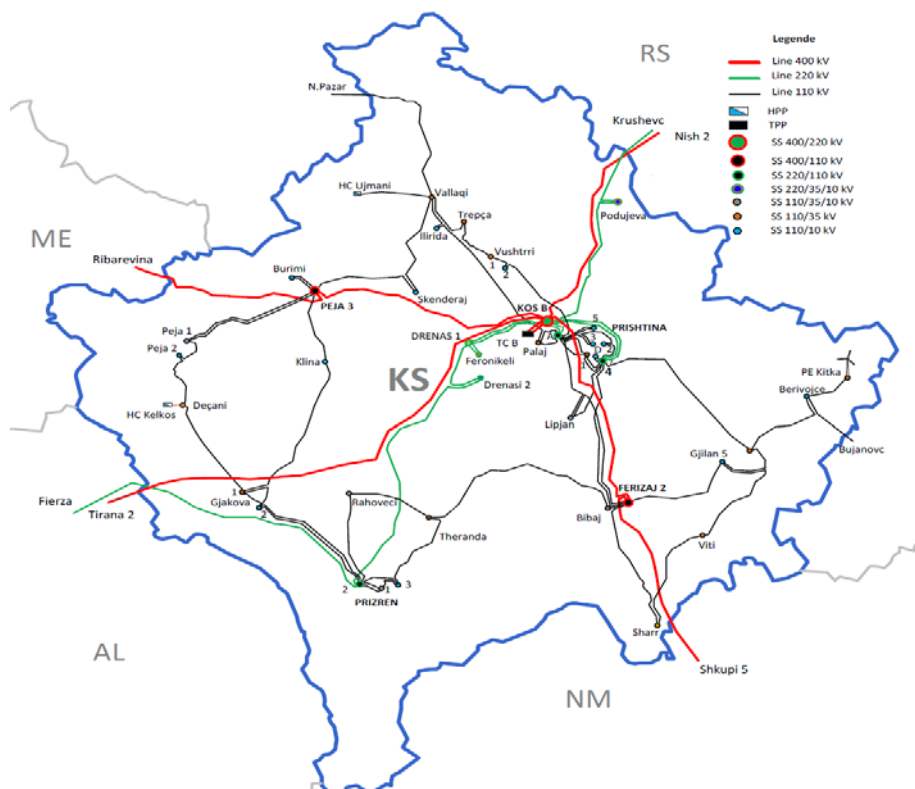 RS
Legende
Line 400 kV
Line 220 kV
Line 110 kV
HPP
TPP
SS 400/220 kV
SS 400/110 kV
SS 220/110 kV
SS 220/35/10 kV
SS 110/35/10 kV
SS 110/35 kV
SS 110/10 kV
N.Pazar
Krushevc
Nish 2
HC Ujmani
Vallaqi
Trepça
Ilirida
Podujeva
ME
Vushtrri
1
2
Ribarevina
Burimi
Skenderaj
PEJA 3
KOS B
5
PRISHTINA
DRENAS 1
TC B
A
3
D
2
Peja 1
Peja 2
Palaj
1
4
Feronikeli
Klina
KS
Drenasi 2
PE Kitka
Berivojce
HC Kelkos
Deçani
Lipjan
Bujanovc
Gjilan 5
Fierza
Tirana 2
1
Gjakova
2
Rahoveci
FERIZAJ 2
Bibaj
Theranda
Viti
2
1
3
PRIZREN
Sharr
AL
NM
Shkupi 5